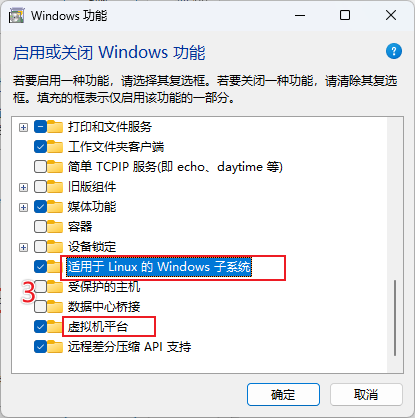 Windows 功能
启用或关闭 Windows 功能
若要启用一种功能，请选择其复选框。若要关闭一种功能，请清除其复选
框。填充的框表示仅启用该功能的一部分。
打印和文件服务
工作文件夹客户端
简单 TCPIP 服务(即 echo、daytime 等)
旧版组件
媒体功能
容器
设备锁定
适用于 Linux 的 Windows 子系统
3
受保护的主机
数据中心桥接
虚拟机平台
远程差分压缩 API 支持
确定
取消